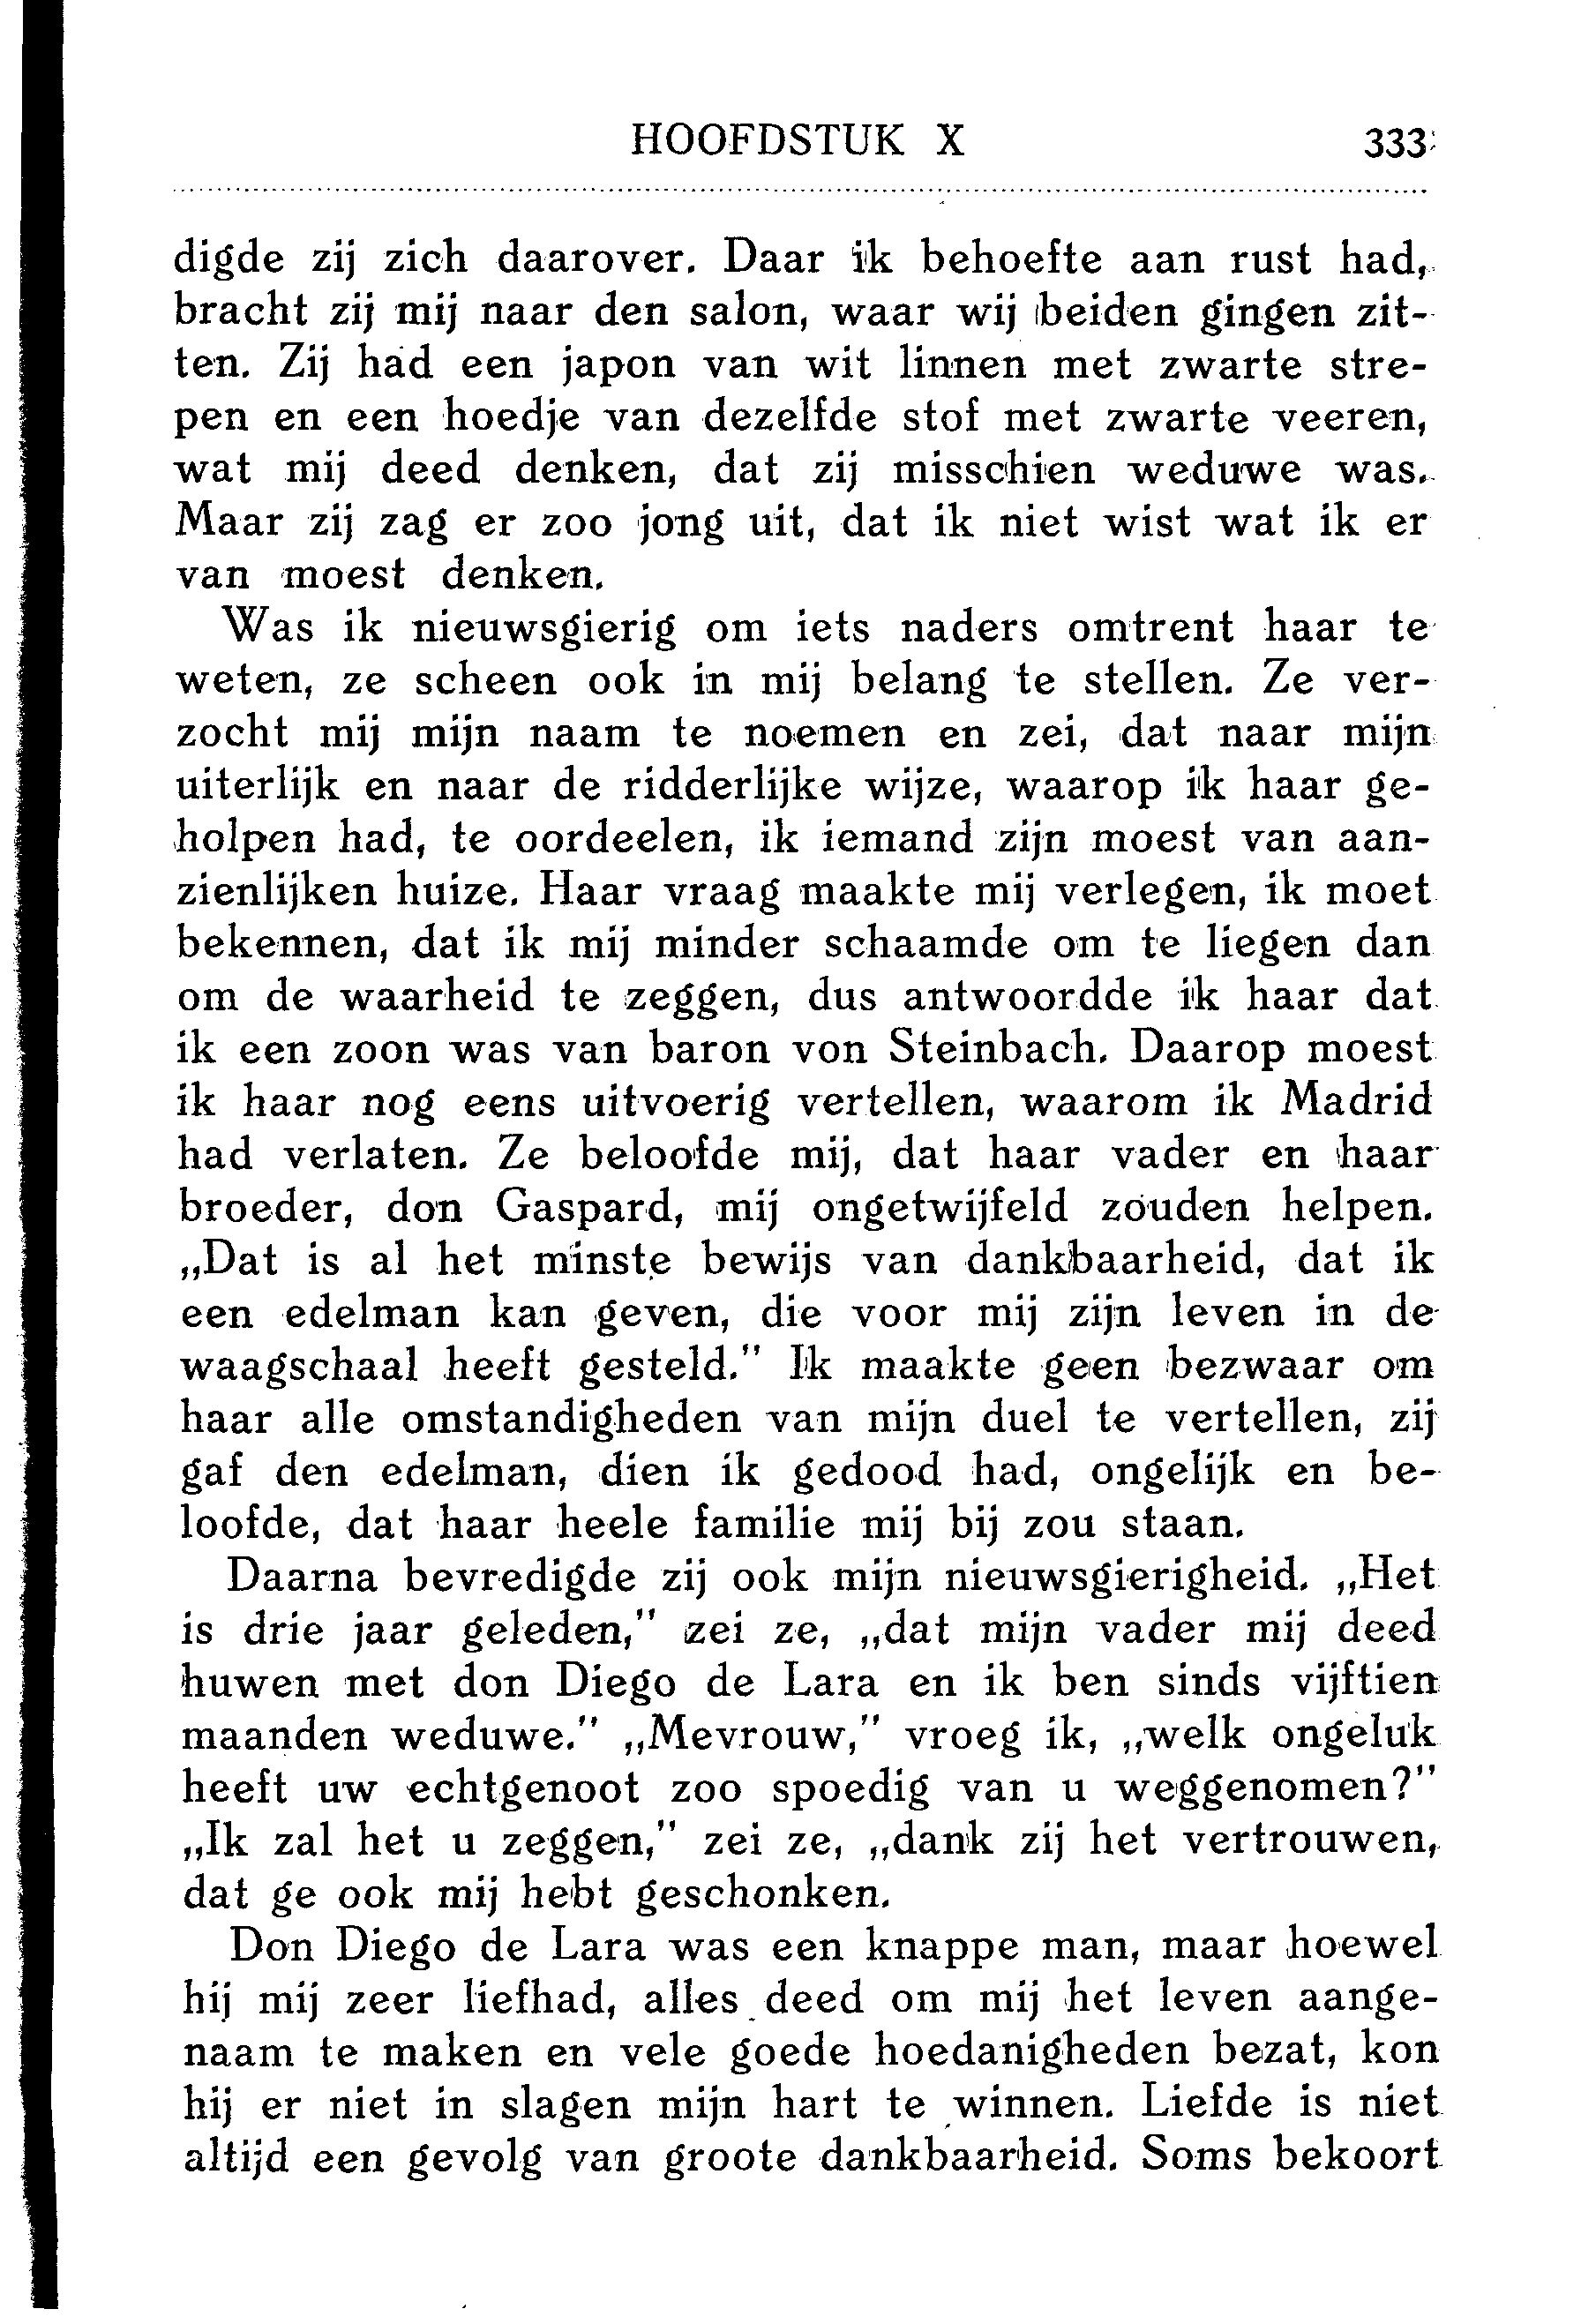 HOOFDSTUK X 333
digde zij zich daarover. Daar ik behoefte aan rust had,
bracht zij mij naar den salon, waar wij beiden gingen zit-
ten. Zij had een japon van wit linnen met zwarte stre-
pen en een hoedje van dezelfde stof met zwarte veeren,
wat mij deed denken, dat zij misschien weduwe was.
Maar zij zag er zoo jong uit, dat ik niet wist wat ik er
van moest denken.
Was ik nieuwsgierig om iets naders omtrent haar te
weten, ze scheen ook in mij belang te stellen. Ze ver-
zocht mij mijn naam te noemen en zei, dat naar mijn
uiterlijk en naar de ridderlijke wijze, waarop ik haar ge-
holpen had, te oordeelen, ik iemand zijn moest van aan-
zienlijken huize. Haar vraag maakte mij verlegen, ik moet
bekennen, dat ik mij minder schaamde om te liegen dan
om de waarheid te zeggen, dus antwoordde ik haar dat
ik een zoon was van baron von Steinbach. Daarop moest
ik haar nog eens uitvoerig vertellen, waarom ik Madrid
had verlaten. Ze beloofde mij, dat haar vader en haar
broeder, don Gaspard, mij ongetwijfeld zouden helpen.
„Dat is al het minste bewijs van dankbaarheid, dat ik
een edelman kan geven, die voor mij zijn leven in de
waagschaal heeft gesteld.” Ik maakte geen bezwaar om
haar alle omstandigheden van mijn duel te vertellen, zij
gaf den edelman, dien ik gedood had, ongelijk en be-
loofde, dat haar heele familie mij bij zou staan.
Daarna bevredigde zij ook mijn nieuwsgierigheid. „Het
is drie jaar geleden,” zei ze, „dat mijn vader mij deed
huwen met don Diego de Lara en ik ben sinds vijftien
maanden weduwe.” „Mevrouw,” vroeg ik, „welk ongeluk
heeft uw echtgenoot zoo spoedig van u weggenomen?”
„Ik zal het u zeggen,” zei ze, „dank zij het vertrouwen,
dat ge ook mij hebt geschonken.
Don Diego de Lara was een knappe man, maar hoewel
hij mij zeer liefhad, alles deed om mij het leven aange-
naam te maken en vele goede hoedanigheden bezat, kon
hij er niet in slagen mijn hart te winnen. Liefde is niet
altijd een gevolg van groote dankbaarheid. Soms bekoort